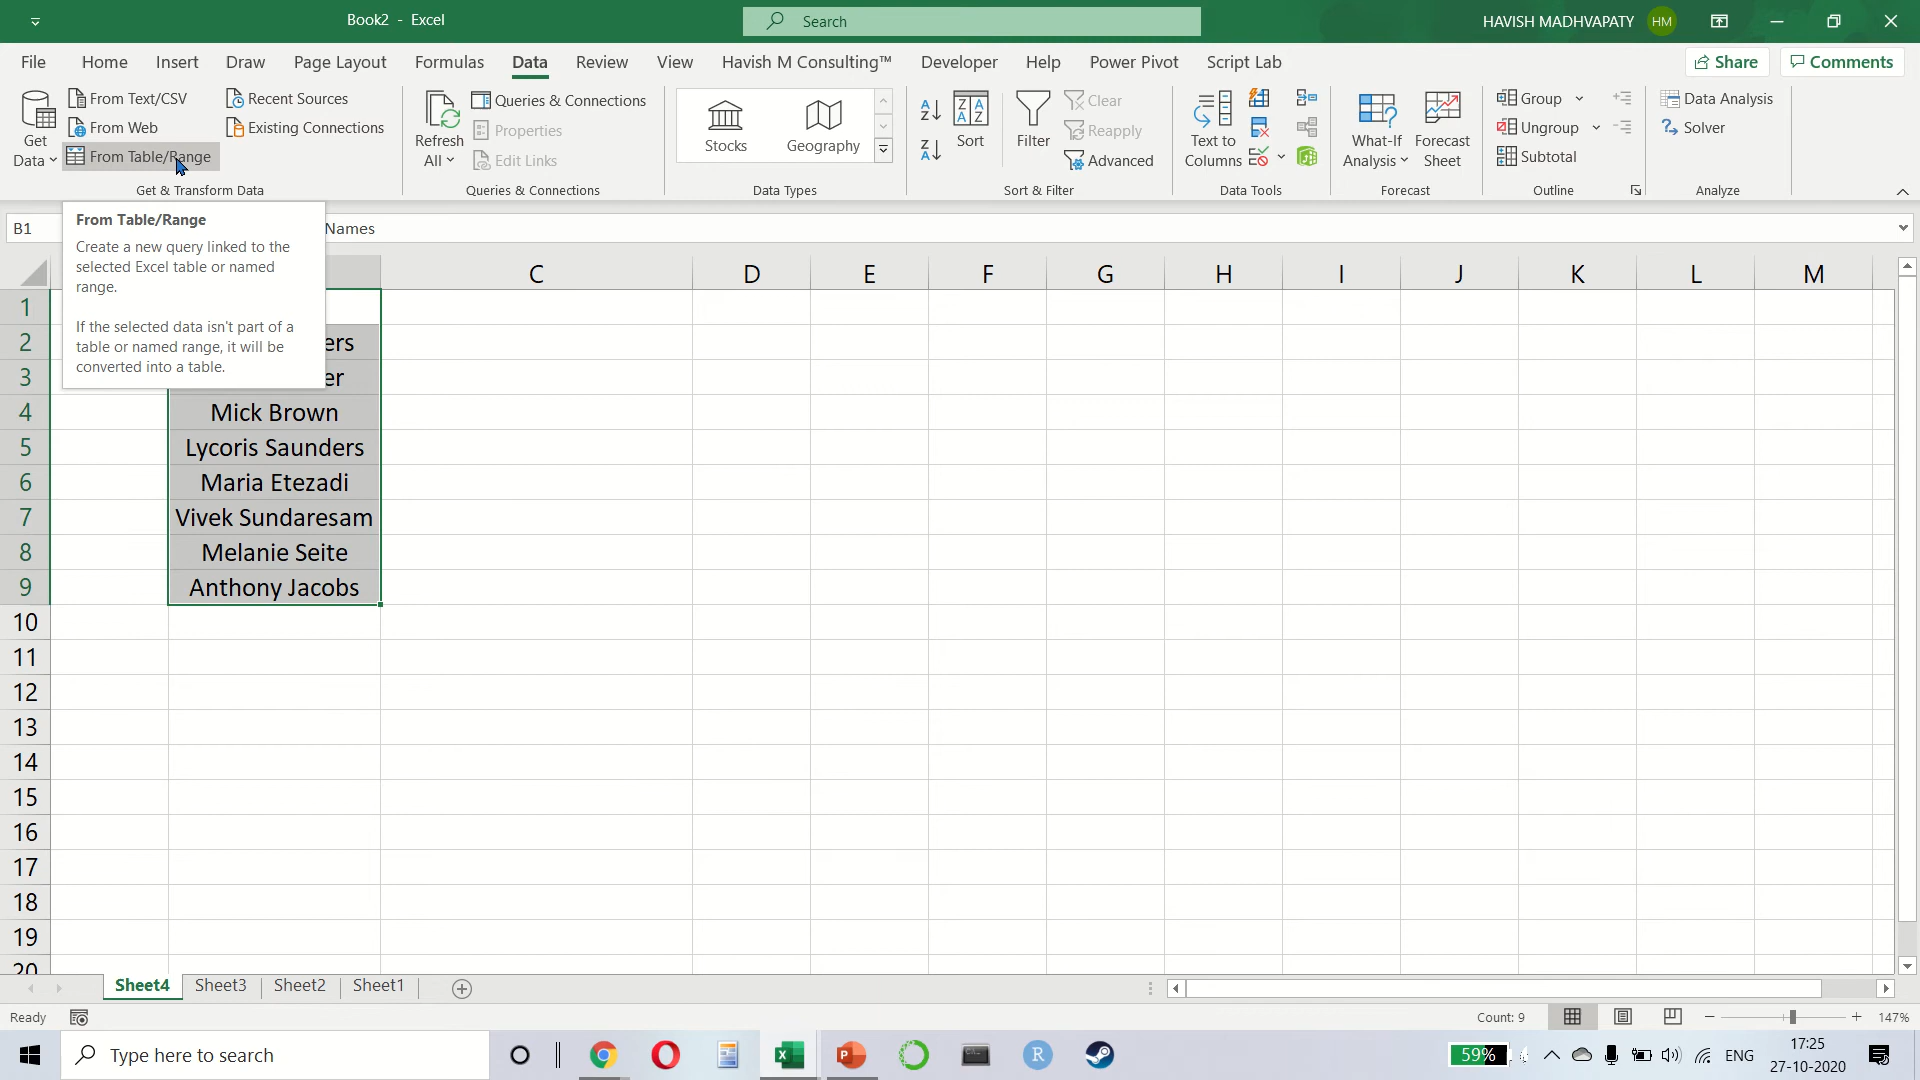 Book2 - Excel
Search
HAVISH MADHVAPATY
HM
File Home Insert Draw Page Layout Formulas Data Review View Havish M Consulting™ Developer Help Power Pivot Script Lab
Share
Comments
Get Data
From Text/CSV
From Web
From Table/Range
Recent Sources
Existing Connections
Get & Transform Data
Refresh All
Queries & Connections
Properties
Edit Links
Queries & Connections
Stocks
Geography
Data Types
Sort
Filter
Clear
Reapply
Advanced
Sort & Filter
Text to Columns
Data Tools
What-If Analysis
Forecast Sheet
Forecast
Group
Ungroup
Subtotal
Outline
Data Analysis
Solver
Analyze
B1
Names
From Table/Range
Create a new query linked to the
selected Excel table or named
range.
If the selected data isn't part of a
table or named range, it will be
converted into a table.
C D E F G H I J K L M
1
2 ers
3 er
4 Mick Brown
5 Lycoris Saunders
6 Maria Etezadi
7 Vivek Sundaresam
8 Melanie Seite
9 Anthony Jacobs
10
11
12
13
14
15
16
17
18
19
20
Sheet4 Sheet3 Sheet2 Sheet1
Ready
Count: 9
147%
Type here to search
59%
ENG
17:25
27-10-2020